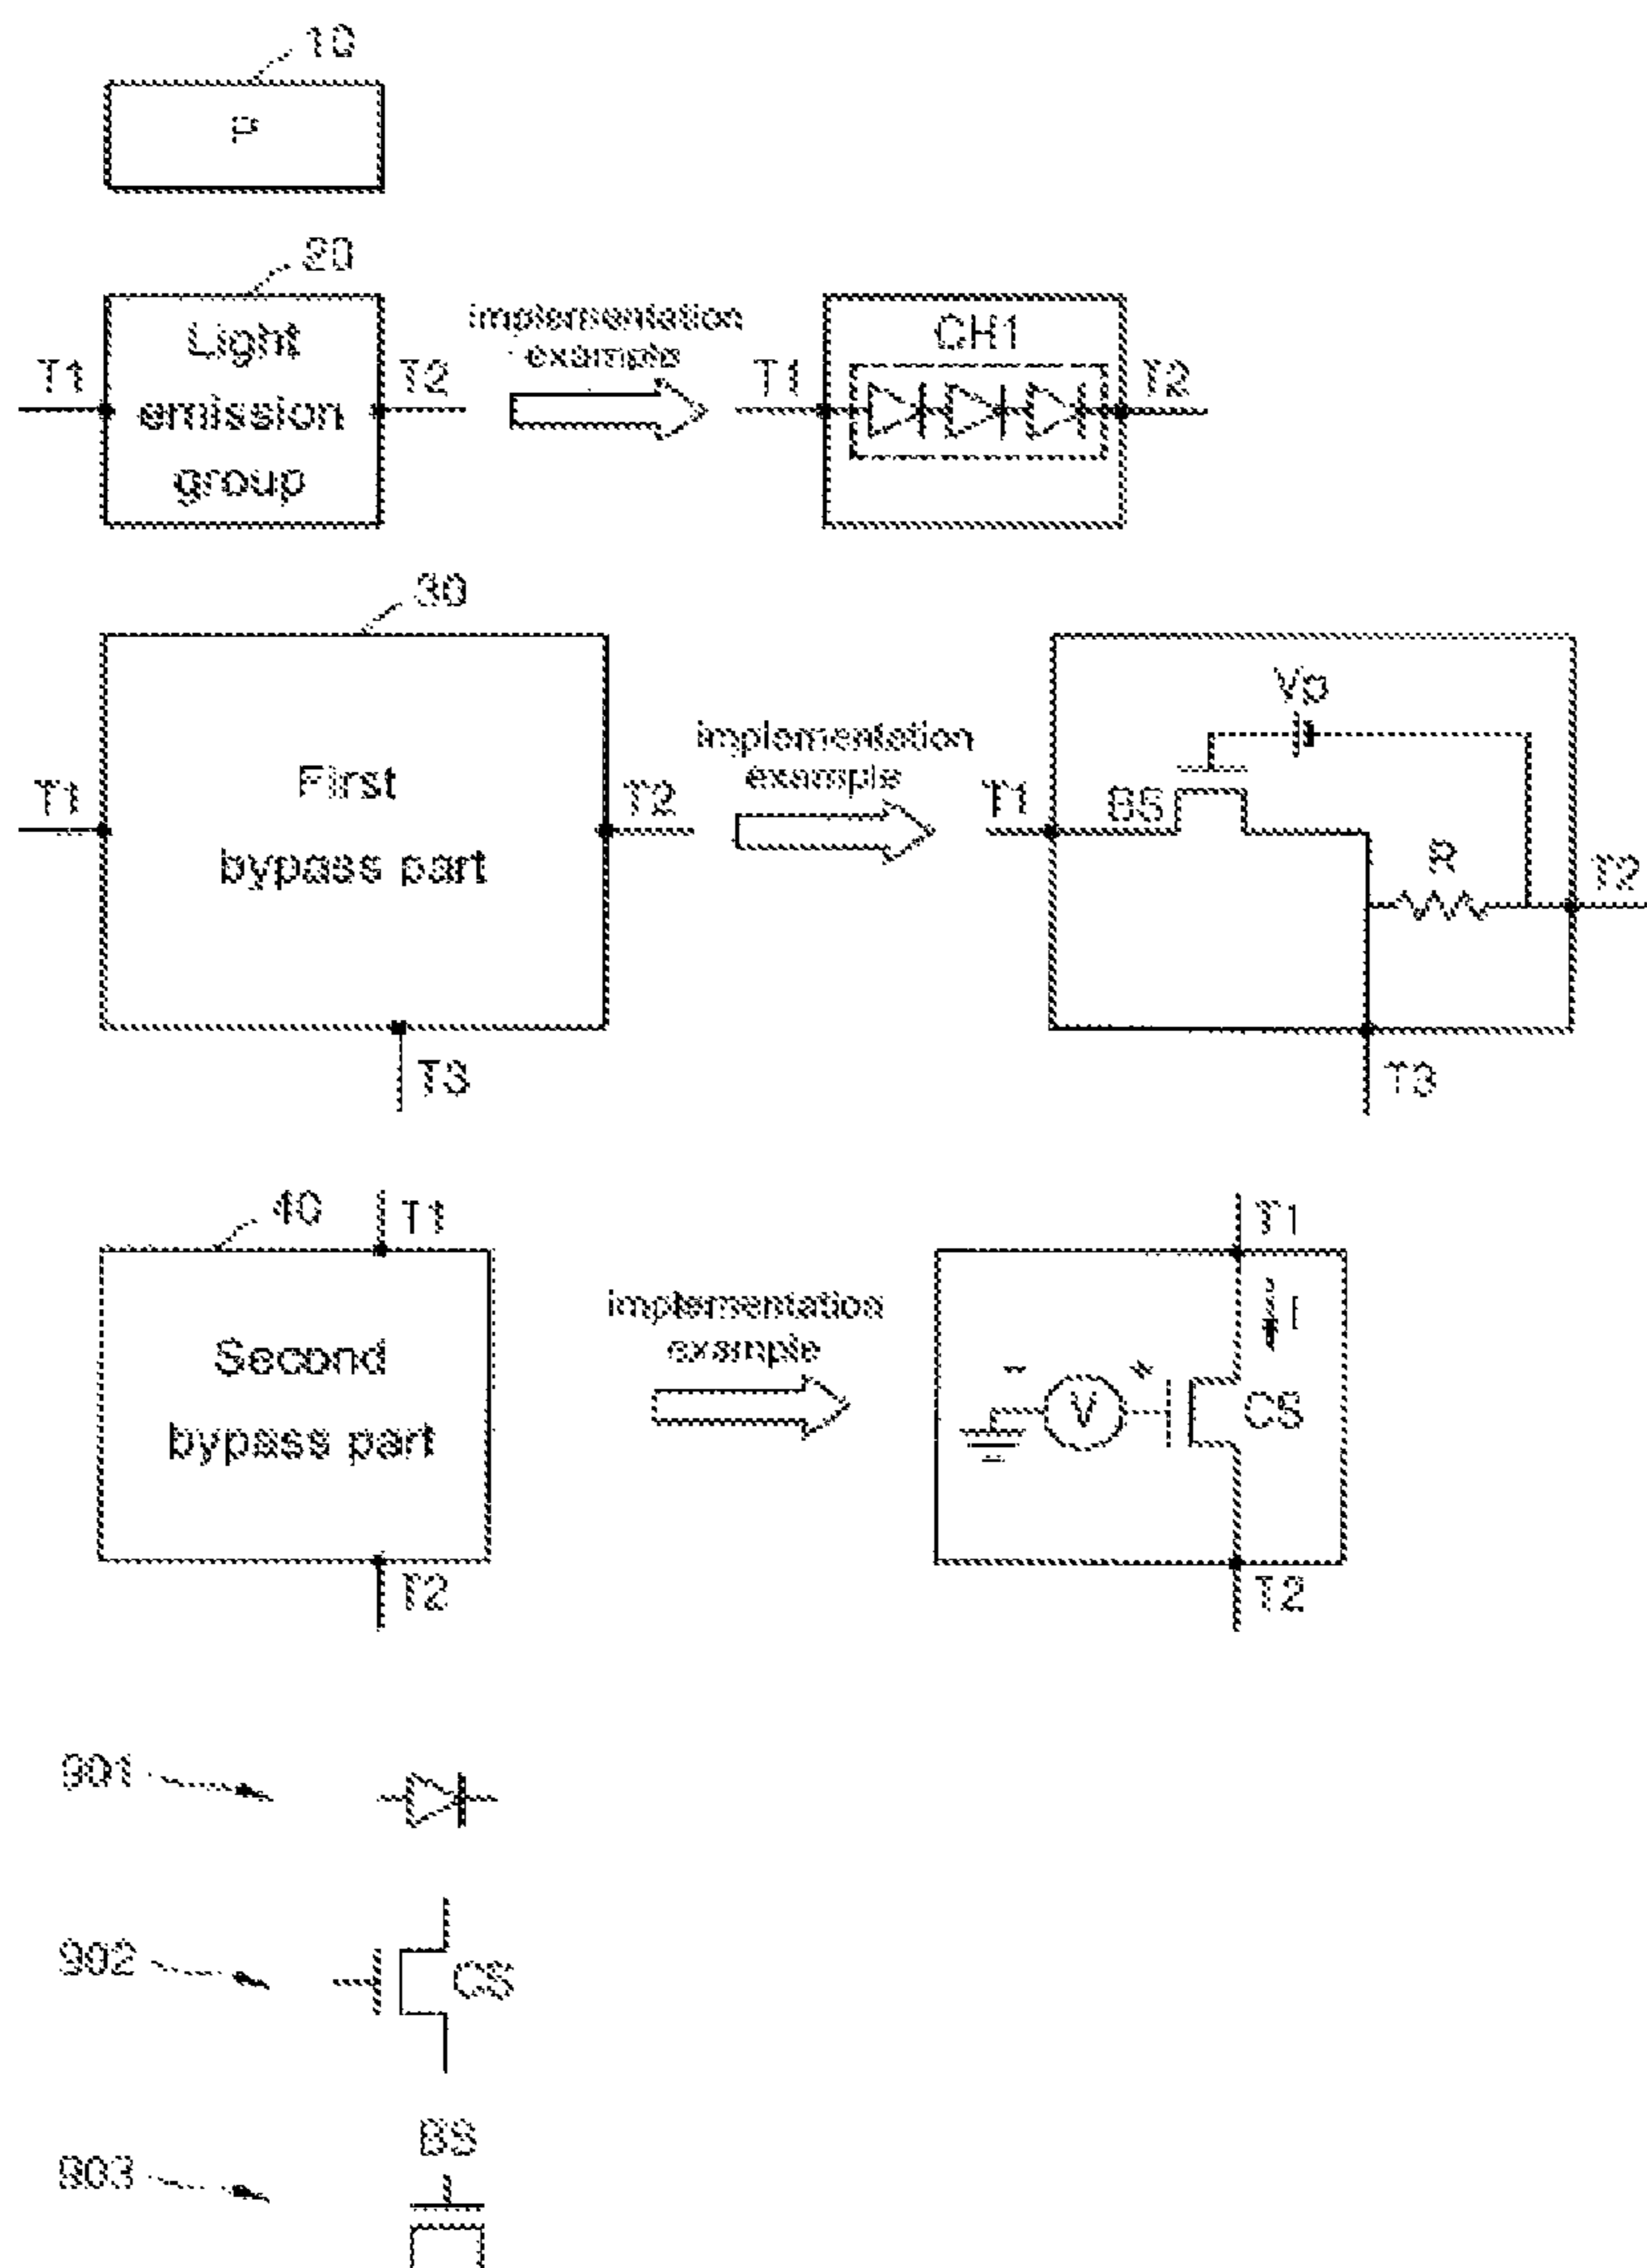 10
P
20
Light
emission
group
T1
T2
implementation
example
T1
CH1
T2
30
First
bypass part
T1
T2
T3
implementation
example
Vp
T1
BS
R
T2
T3
40
T1
Second
bypass part
T2
implementation
example
T1
I
- +
V
CS
T2
901
902
CS
BS
903